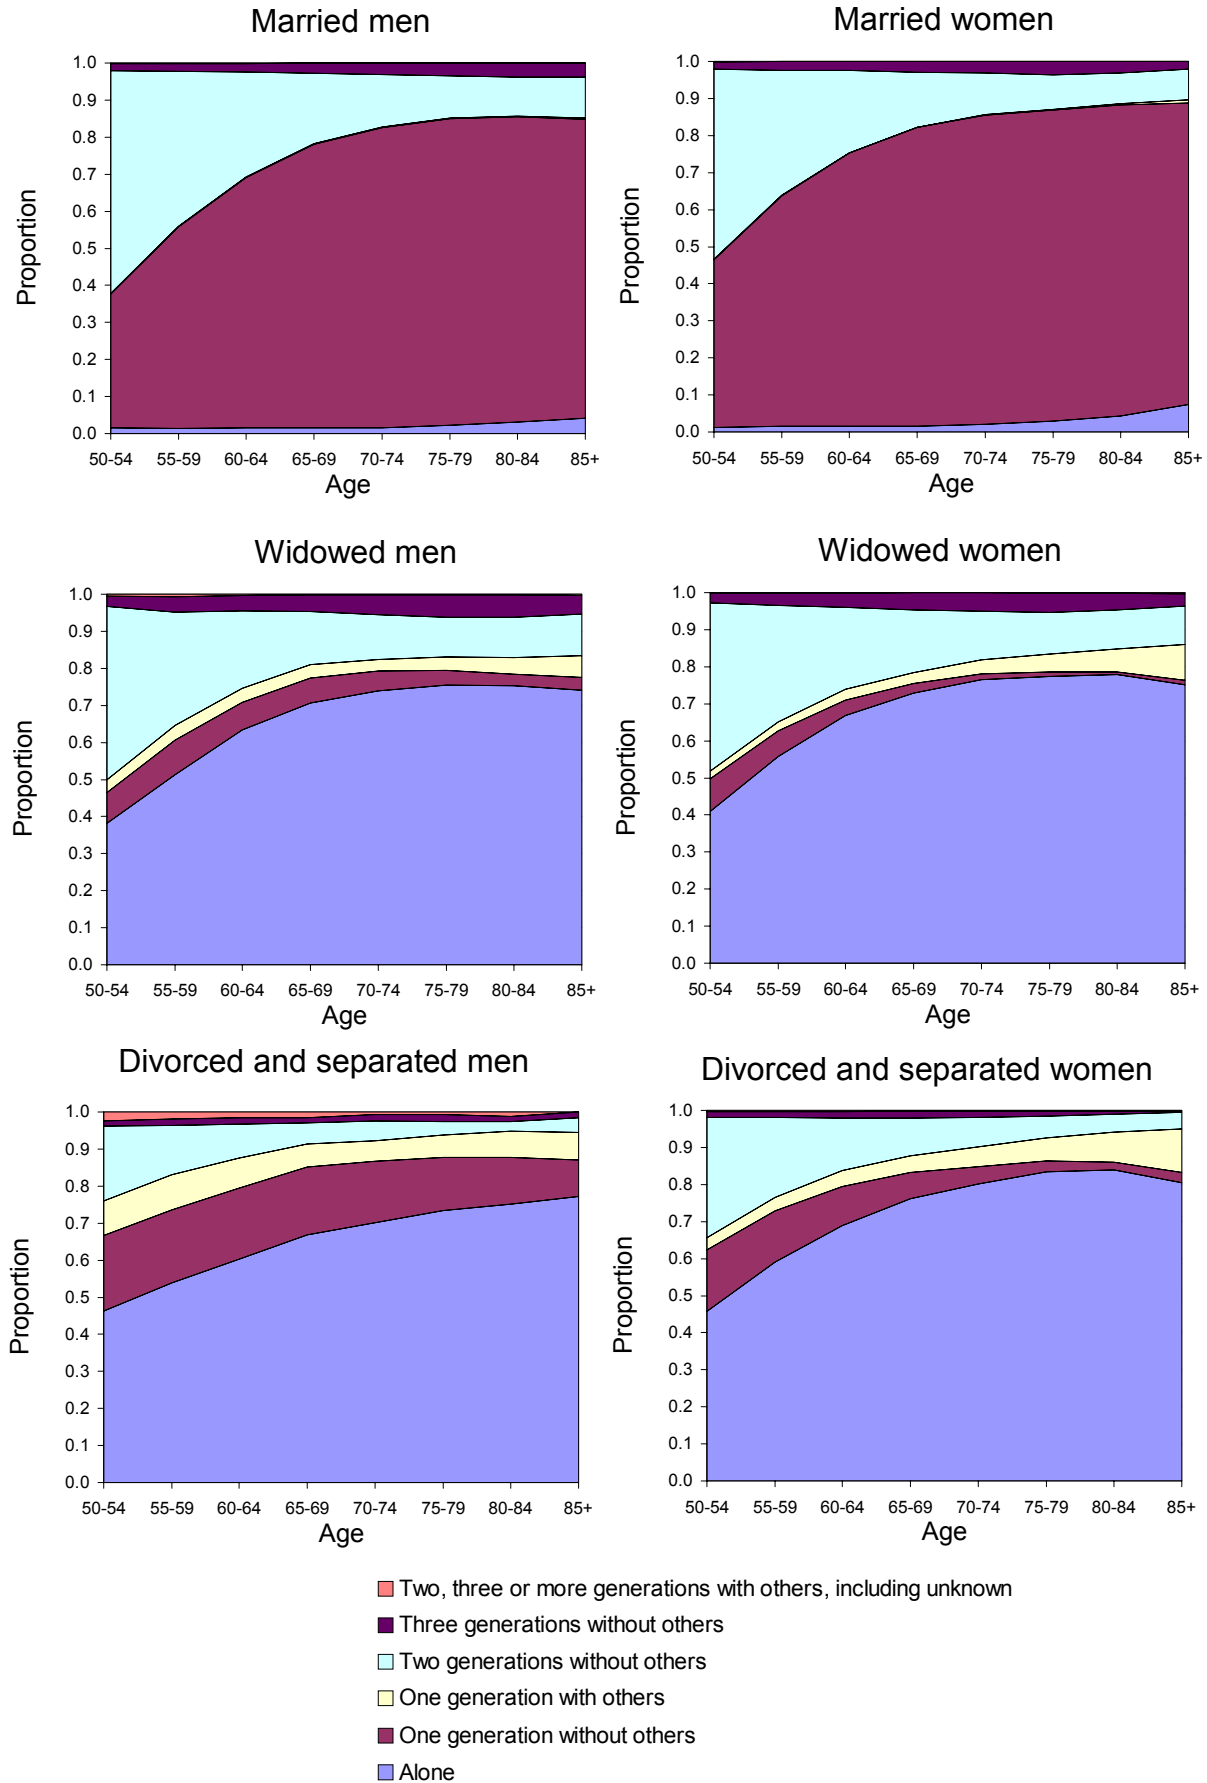 Married men
Married women
Proportion
1.0
0.9
0.8
0.7
0.6
0.5
0.4
0.3
0.2
0.1
0.0
50-54 55-59 60-64 65-69 70-74 75-79 80-84 85+
Age
Proportion
1.0
0.9
0.8
0.7
0.6
0.5
0.4
0.3
0.2
0.1
0.0
50-54 55-59 60-64 65-69 70-74 75-79 80-84 85+
Age
Widowed men
Widowed women
Proportion
1.0
0.9
0.8
0.7
0.6
0.5
0.4
0.3
0.2
0.1
0.0
50-54 55-59 60-64 65-69 70-74 75-79 80-84 85+
Age
Proportion
1.0
0.9
0.8
0.7
0.6
0.5
0.4
0.3
0.2
0.1
0.0
50-54 55-59 60-64 65-69 70-74 75-79 80-84 85+
Age
Divorced and separated men
Divorced and separated women
Proportion
1.0
0.9
0.8
0.7
0.6
0.5
0.4
0.3
0.2
0.1
0.0
50-54 55-59 60-64 65-69 70-74 75-79 80-84 85+
Age
Proportion
1.0
0.9
0.8
0.7
0.6
0.5
0.4
0.3
0.2
0.1
0.0
50-54 55-59 60-64 65-69 70-74 75-79 80-84 85+
Age
Two, three or more generations with others, including unknown
Three generations without others
Two generations without others
One generation with others
One generation without others
Alone